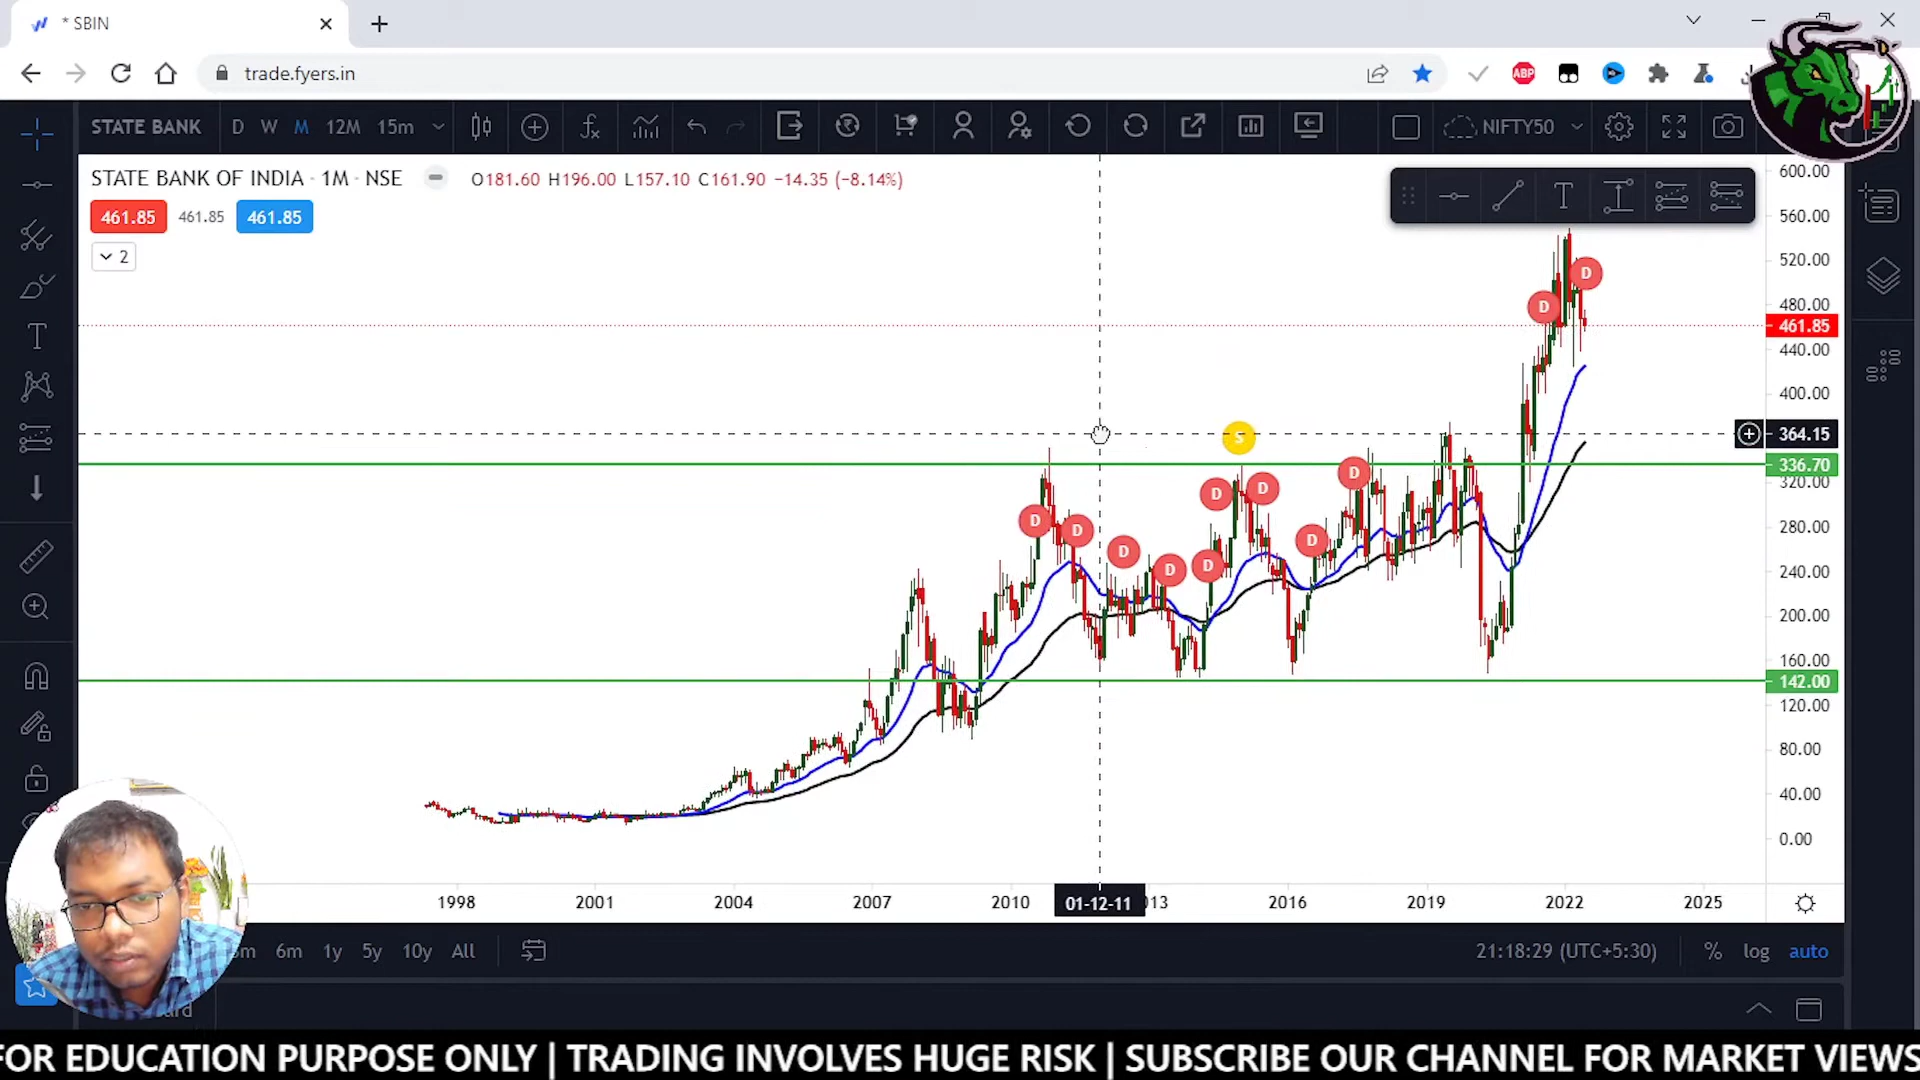 * SBIN
trade.fyers.in
ABP
STATE BANK D W M 12M 15m NIFTY50
STATE BANK OF INDIA · 1M · NSE O181.60 H196.00 L157.10 C161.90 −14.35 (−8.14%)
461.85 461.85 461.85
2
600.00
560.00
520.00
480.00
461.85
440.00
400.00
364.15
336.70
320.00
280.00
240.00
200.00
160.00
142.00
120.00
80.00
40.00
0.00
D D
S
D D D D D D D D D D
1998 2001 2004 2007 2010 01-12-11 2016 2019 2022 2025
6m 1y 5y 10y All 21:18:29 (UTC+5:30) % log auto
FOR EDUCATION PURPOSE ONLY | TRADING INVOLVES HUGE RISK | SUBSCRIBE OUR CHANNEL FOR MARKET VIEWS